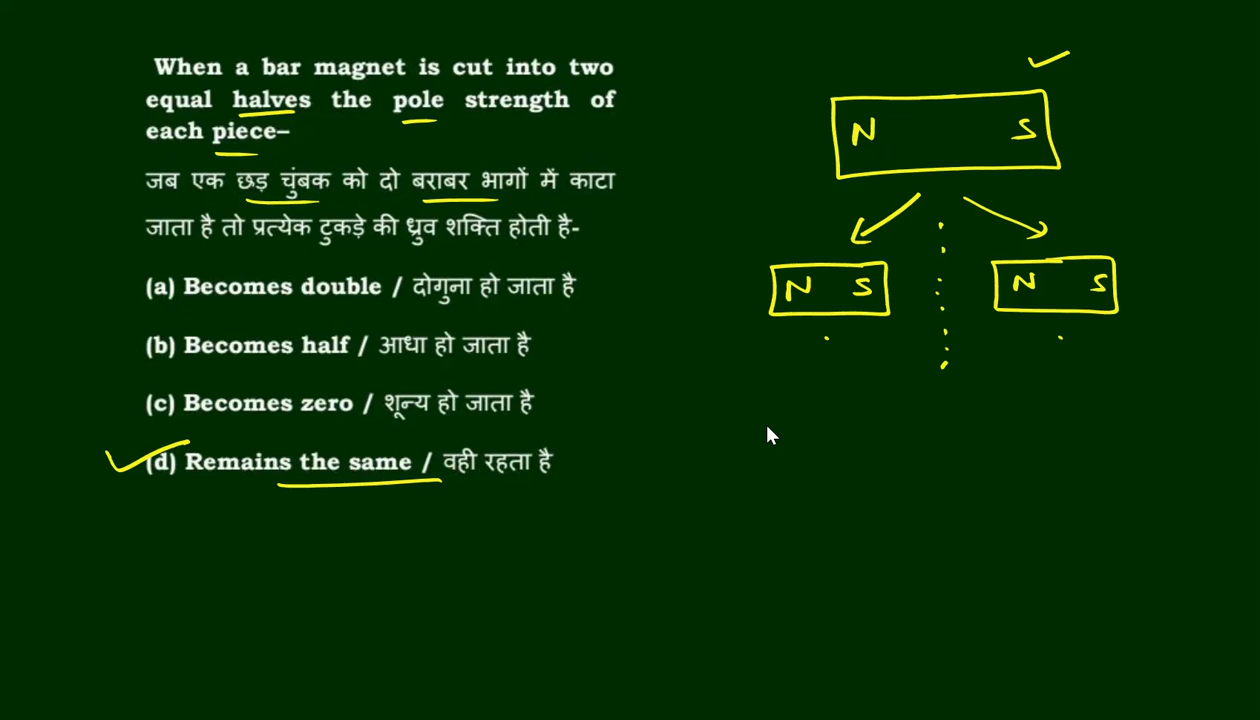 When a bar magnet is cut into two
equal halves the pole strength of
each piece–
जब एक छड़ चुंबक को दो बराबर भागों में काटा
जाता है तो प्रत्येक टुकड़े की ध्रुव शक्ति होती है-
(a) Becomes double / दोगुना हो जाता है
(b) Becomes half / आधा हो जाता है
(c) Becomes zero / शून्य हो जाता है
(d) Remains the same / वही रहता है
N S
N S
N S